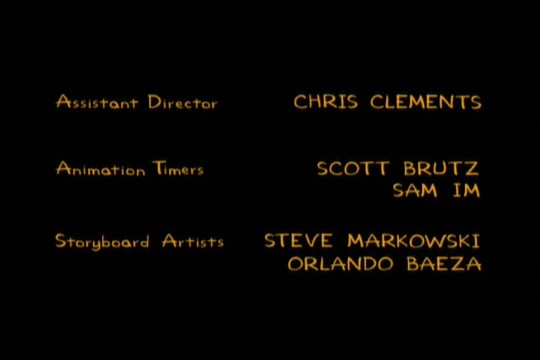 Assistant Director CHRIS CLEMENTS
Animation Timers SCOTT BRUTZ
SAM IM
Storyboard Artists STEVE MARKOWSKI
ORLANDO BAEZA